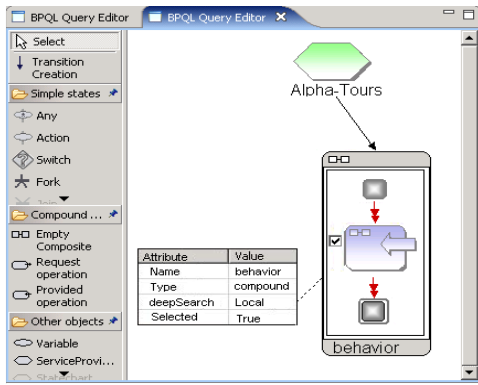 BPQL Query Editor
BPQL Query Editor
Select
Transition
Creation
Simple states
Any
Action
Switch
Fork
Join
Compound ...
Empty
Composite
Request
operation
Provided
operation
Other objects
Variable
ServiceProvi...
Statechart
Alpha-Tours
Attribute Value
Name behavior
Type compound
deepSearch Local
Selected True
behavior